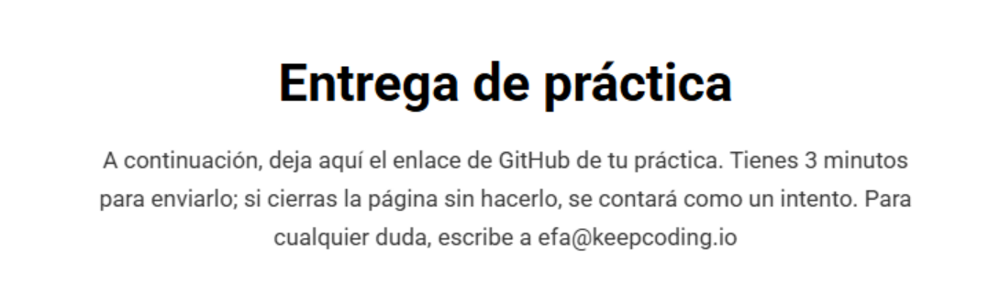 Entrega de práctica
A continuación, deja aquí el enlace de GitHub de tu práctica. Tienes 3 minutos
para enviarlo; si cierras la página sin hacerlo, se contará como un intento. Para
cualquier duda, escribe a efa@keepcoding.io